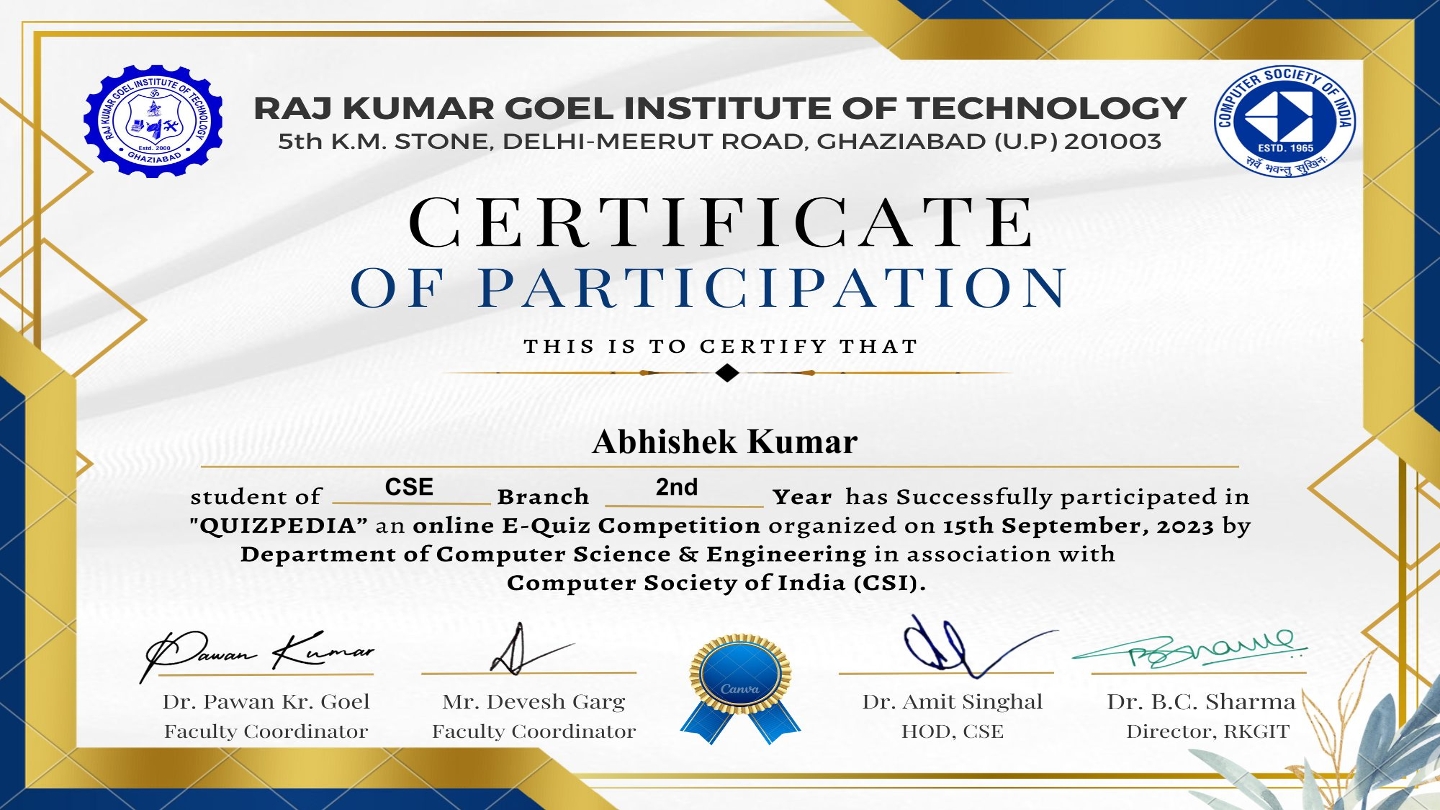 RAJ KUMAR GOEL INSTITUTE OF TECHNOLOGY
GHAZIABAD
Estd. 2000
RAJ KUMAR GOEL INSTITUTE OF TECHNOLOGY
5th K.M. STONE, DELHI-MEERUT ROAD, GHAZIABAD (U.P) 201003
COMPUTER SOCIETY OF INDIA
ESTD. 1965
सर्वे भवन्तु सुखिनः
CERTIFICATE
OF PARTICIPATION
THIS IS TO CERTIFY THAT
Abhishek Kumar
student of CSE Branch 2nd Year has Successfully participated in
"QUIZPEDIA” an online E-Quiz Competition organized on 15th September, 2023 by
Department of Computer Science & Engineering in association with
Computer Society of India (CSI).
Pawan Kumar
Canva
Dr. Pawan Kr. Goel Mr. Devesh Garg Dr. Amit Singhal Dr. B.C. Sharma
Faculty Coordinator Faculty Coordinator HOD, CSE Director, RKGIT